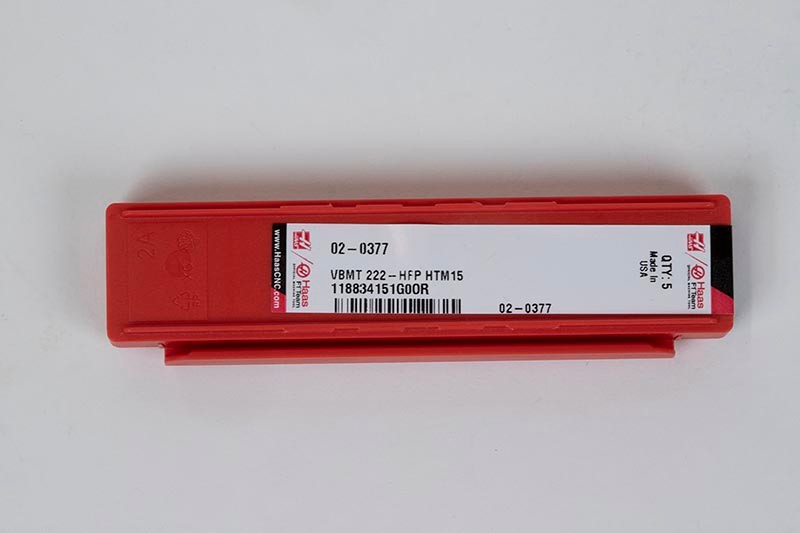 2A
www.HaasCNC.com
Haas
F1 Team
02-0377
VBMT 222-HFP HTM15
118834151G00R
02-0377
QTY: 5
Made In
USA
Haas
F1 Team